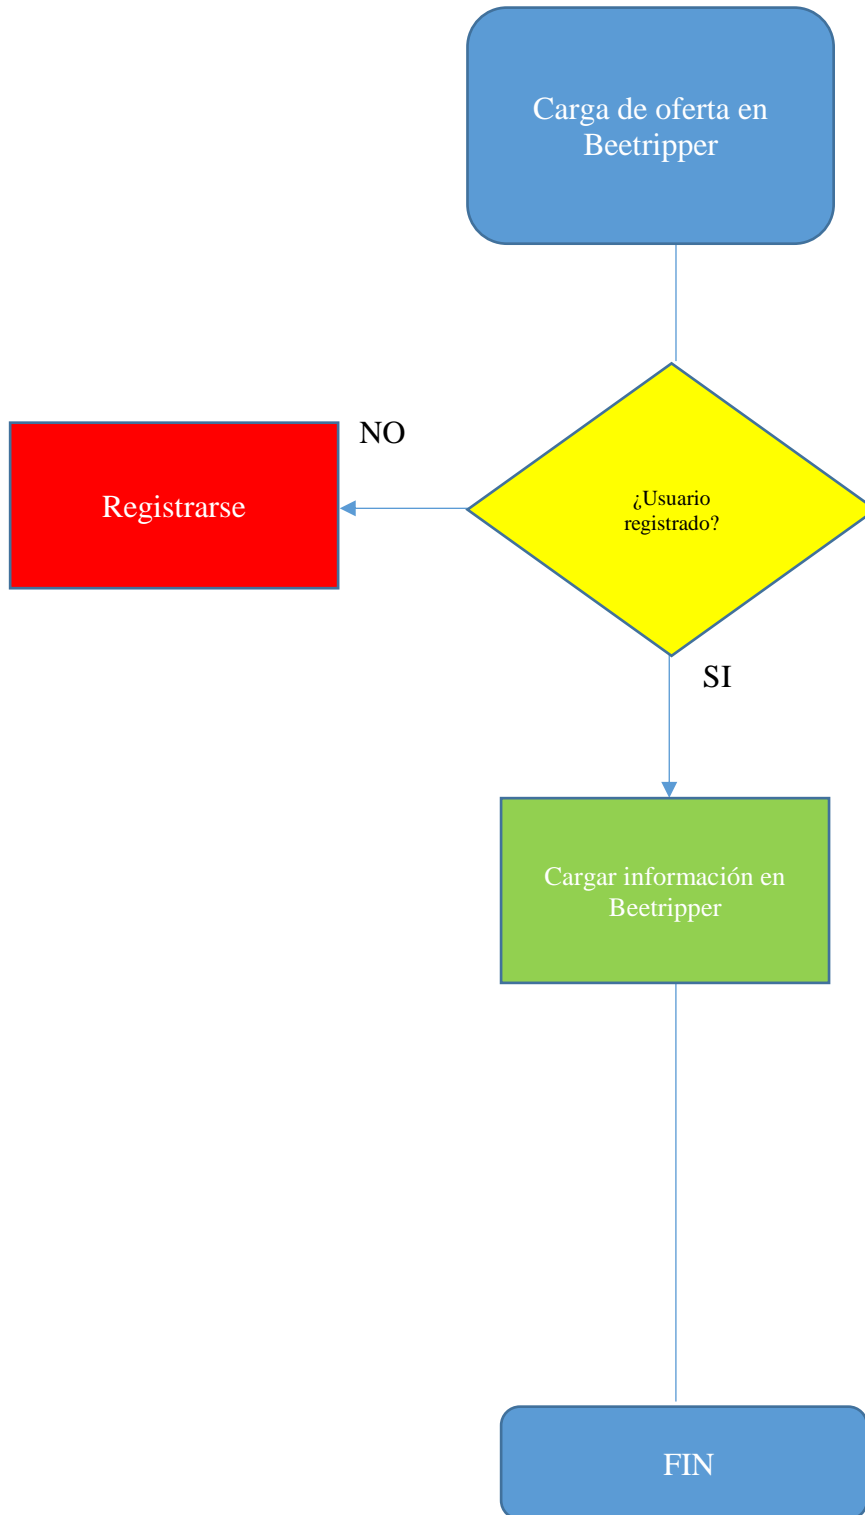 Carga de oferta en
Beetripper
NO
Registrarse
¿Usuario
registrado?
SI
Cargar información en
Beetripper
FIN